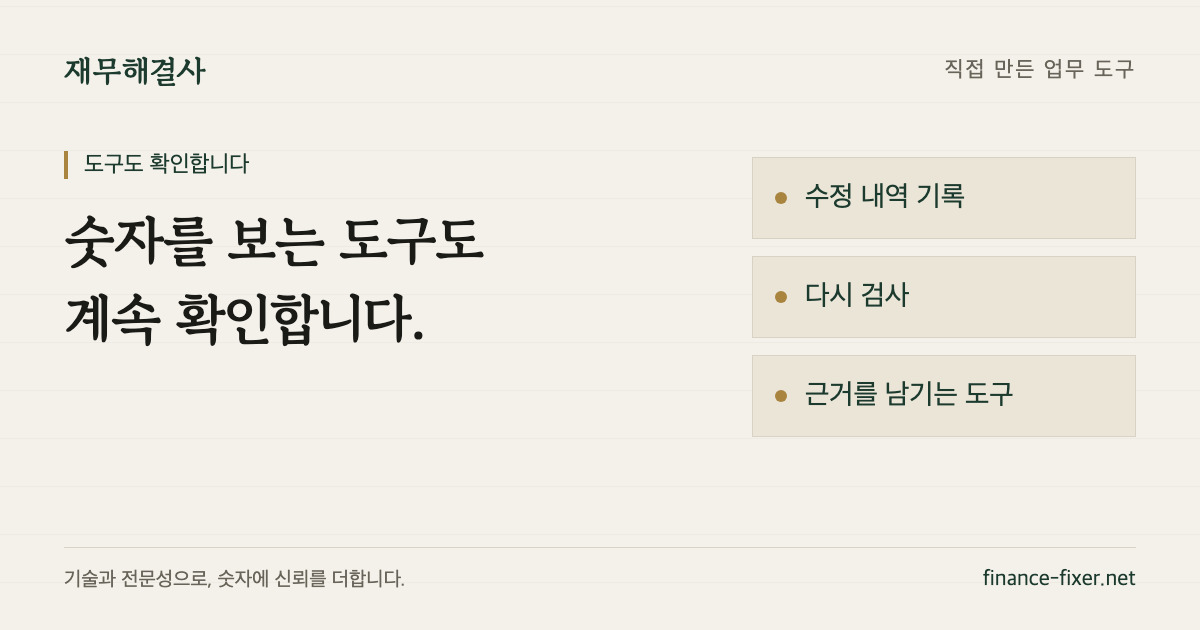 재무해결사
직접 만든 업무 도구
도구도 확인합니다
숫자를 보는 도구도
계속 확인합니다.
수정 내역 기록
다시 검사
근거를 남기는 도구
기술과 전문성으로, 숫자에 신뢰를 더합니다.
finance-fixer.net